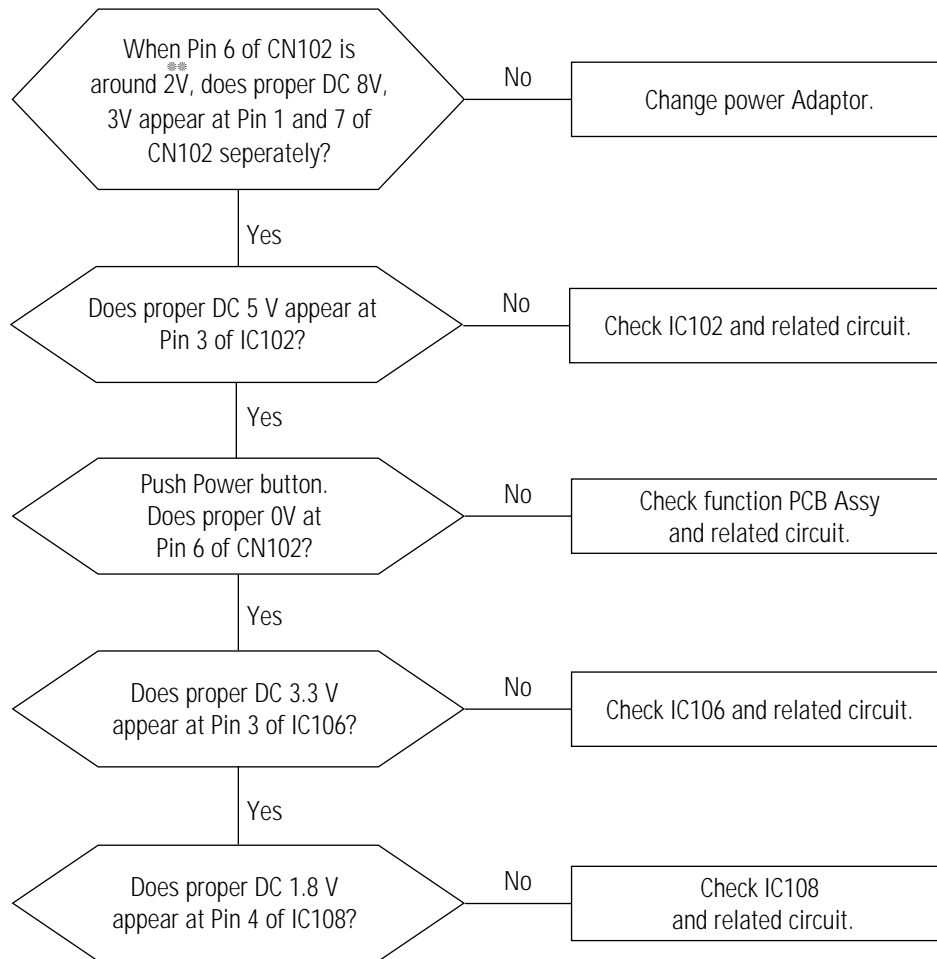 When Pin 6 of CN102 is
around 2V, does proper DC 8V,
3V appear at Pin 1 and 7 of
CN102 seperately?
No
Change power Adaptor.
Yes
Does proper DC 5 V appear at
Pin 3 of IC102?
No
Check IC102 and related circuit.
Yes
Push Power button.
Does proper 0V at
Pin 6 of CN102?
No
Check function PCB Assy
and related circuit.
Yes
Does proper DC 3.3 V
appear at Pin 3 of IC106?
No
Check IC106 and related circuit.
Yes
Does proper DC 1.8 V
appear at Pin 4 of IC108?
No
Check IC108
and related circuit.